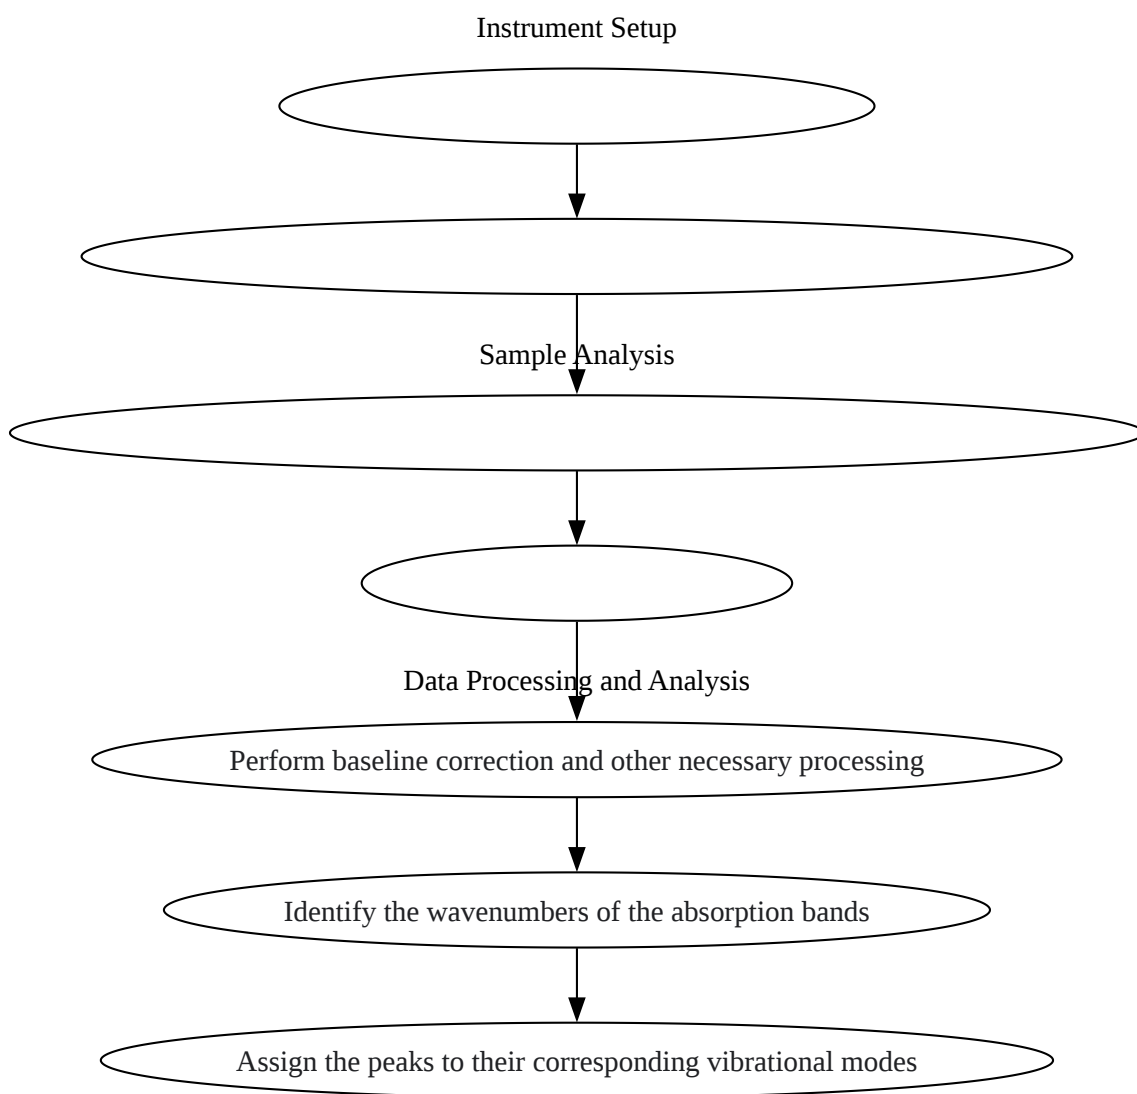 Instrument Setup
Sample Analysis
Data Processing and Analysis
Perform baseline correction and other necessary processing
Identify the wavenumbers of the absorption bands
Assign the peaks to their corresponding vibrational modes